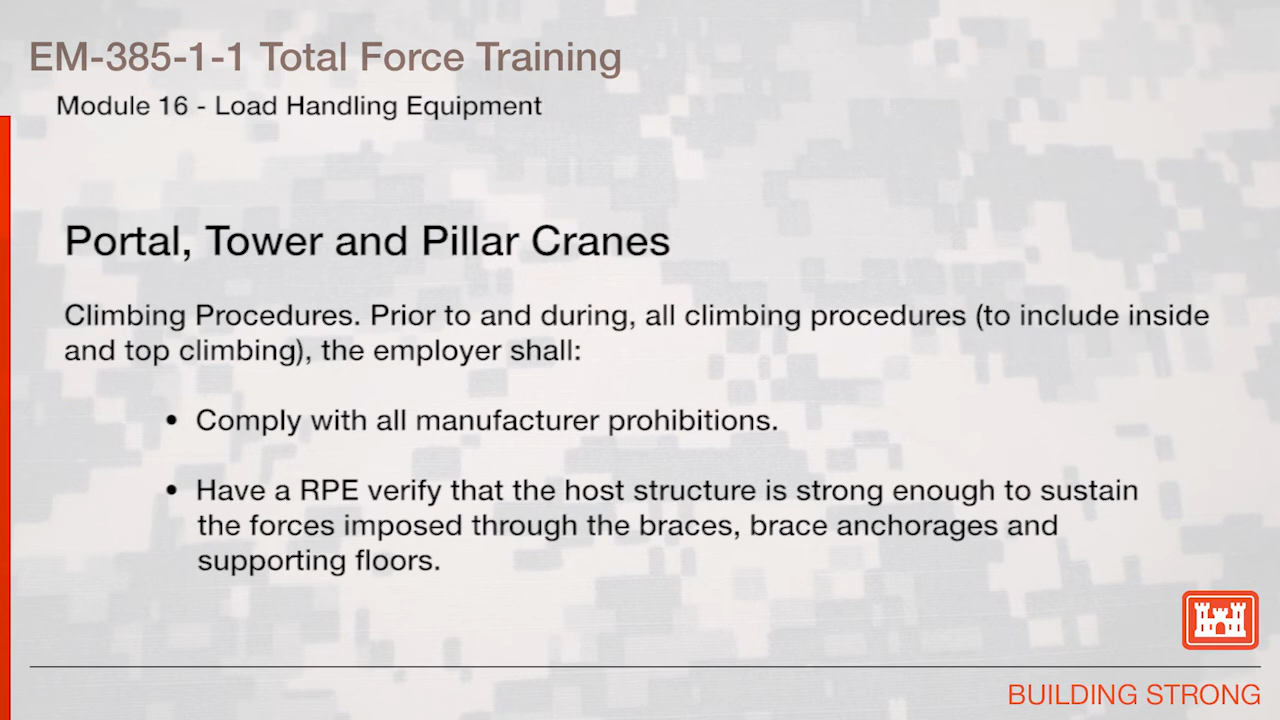 EM-385-1-1 Total Force Training
Module 16 - Load Handling Equipment
Portal, Tower and Pillar Cranes
Climbing Procedures. Prior to and during, all climbing procedures (to include inside
and top climbing), the employer shall:
• Comply with all manufacturer prohibitions.
• Have a RPE verify that the host structure is strong enough to sustain
the forces imposed through the braces, brace anchorages and
supporting floors.
BUILDING STRONG